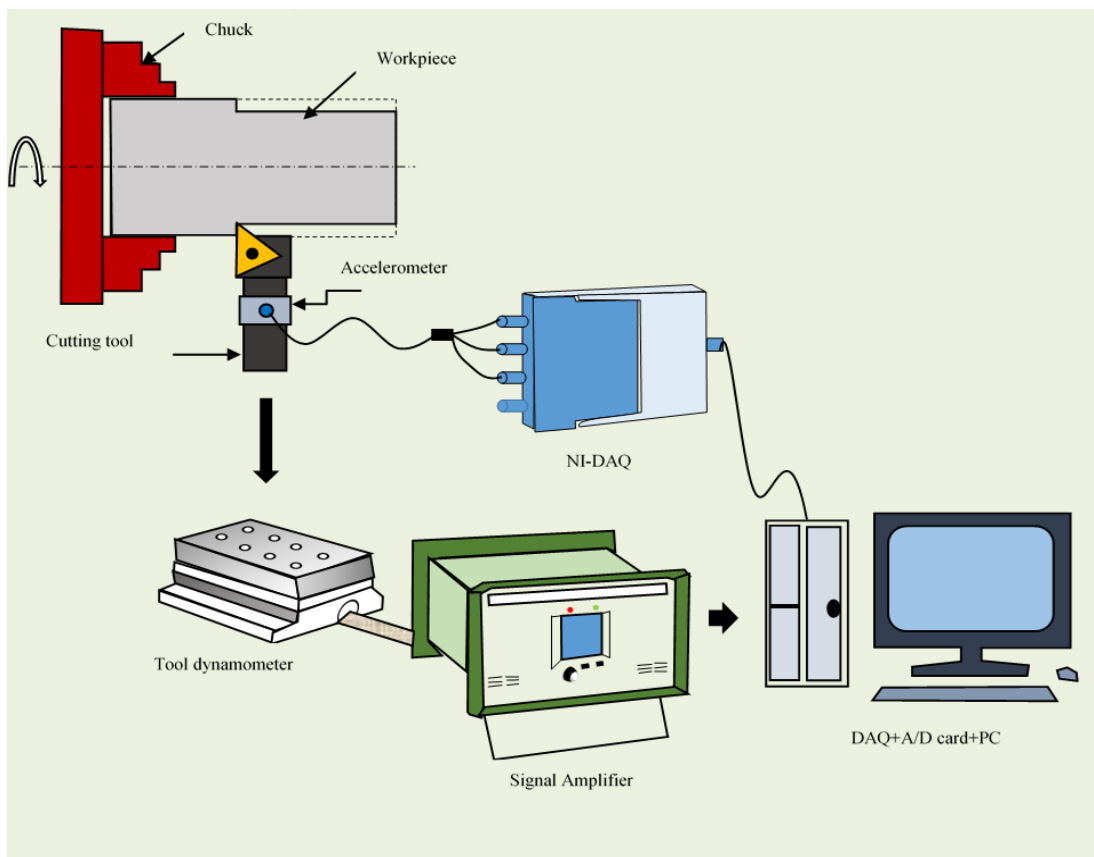 Chuck
Workpiece
Accelerometer
Cutting tool
NI-DAQ
Tool dynamometer
DAQ+A/D card+PC
Signal Amplifier